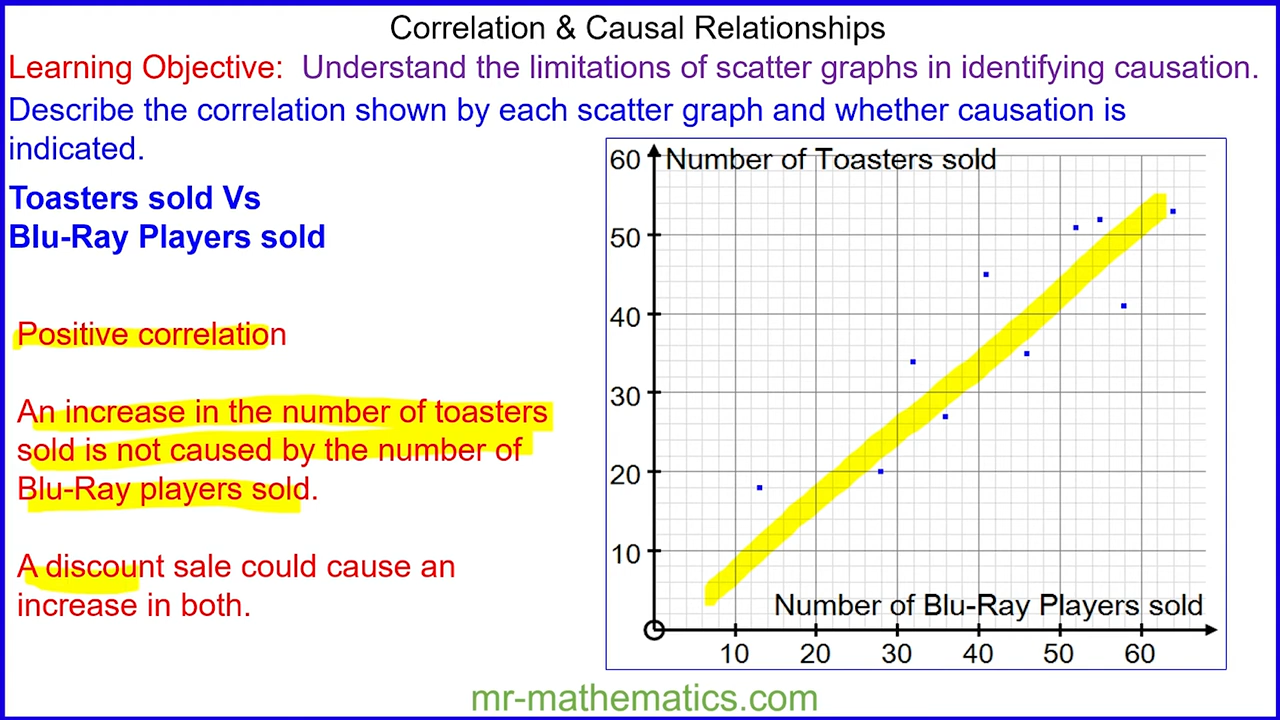 Correlation & Causal Relationships
Learning Objective: Understand the limitations of scatter graphs in identifying causation.
Describe the correlation shown by each scatter graph and whether causation is
indicated.
Toasters sold Vs
Blu-Ray Players sold
Positive correlation
An increase in the number of toasters
sold is not caused by the number of
Blu-Ray players sold.
A discount sale could cause an
increase in both.
Number of Toasters sold
60
50
40
30
20
10
Number of Blu-Ray Players sold
10 20 30 40 50 60
mr-mathematics.com